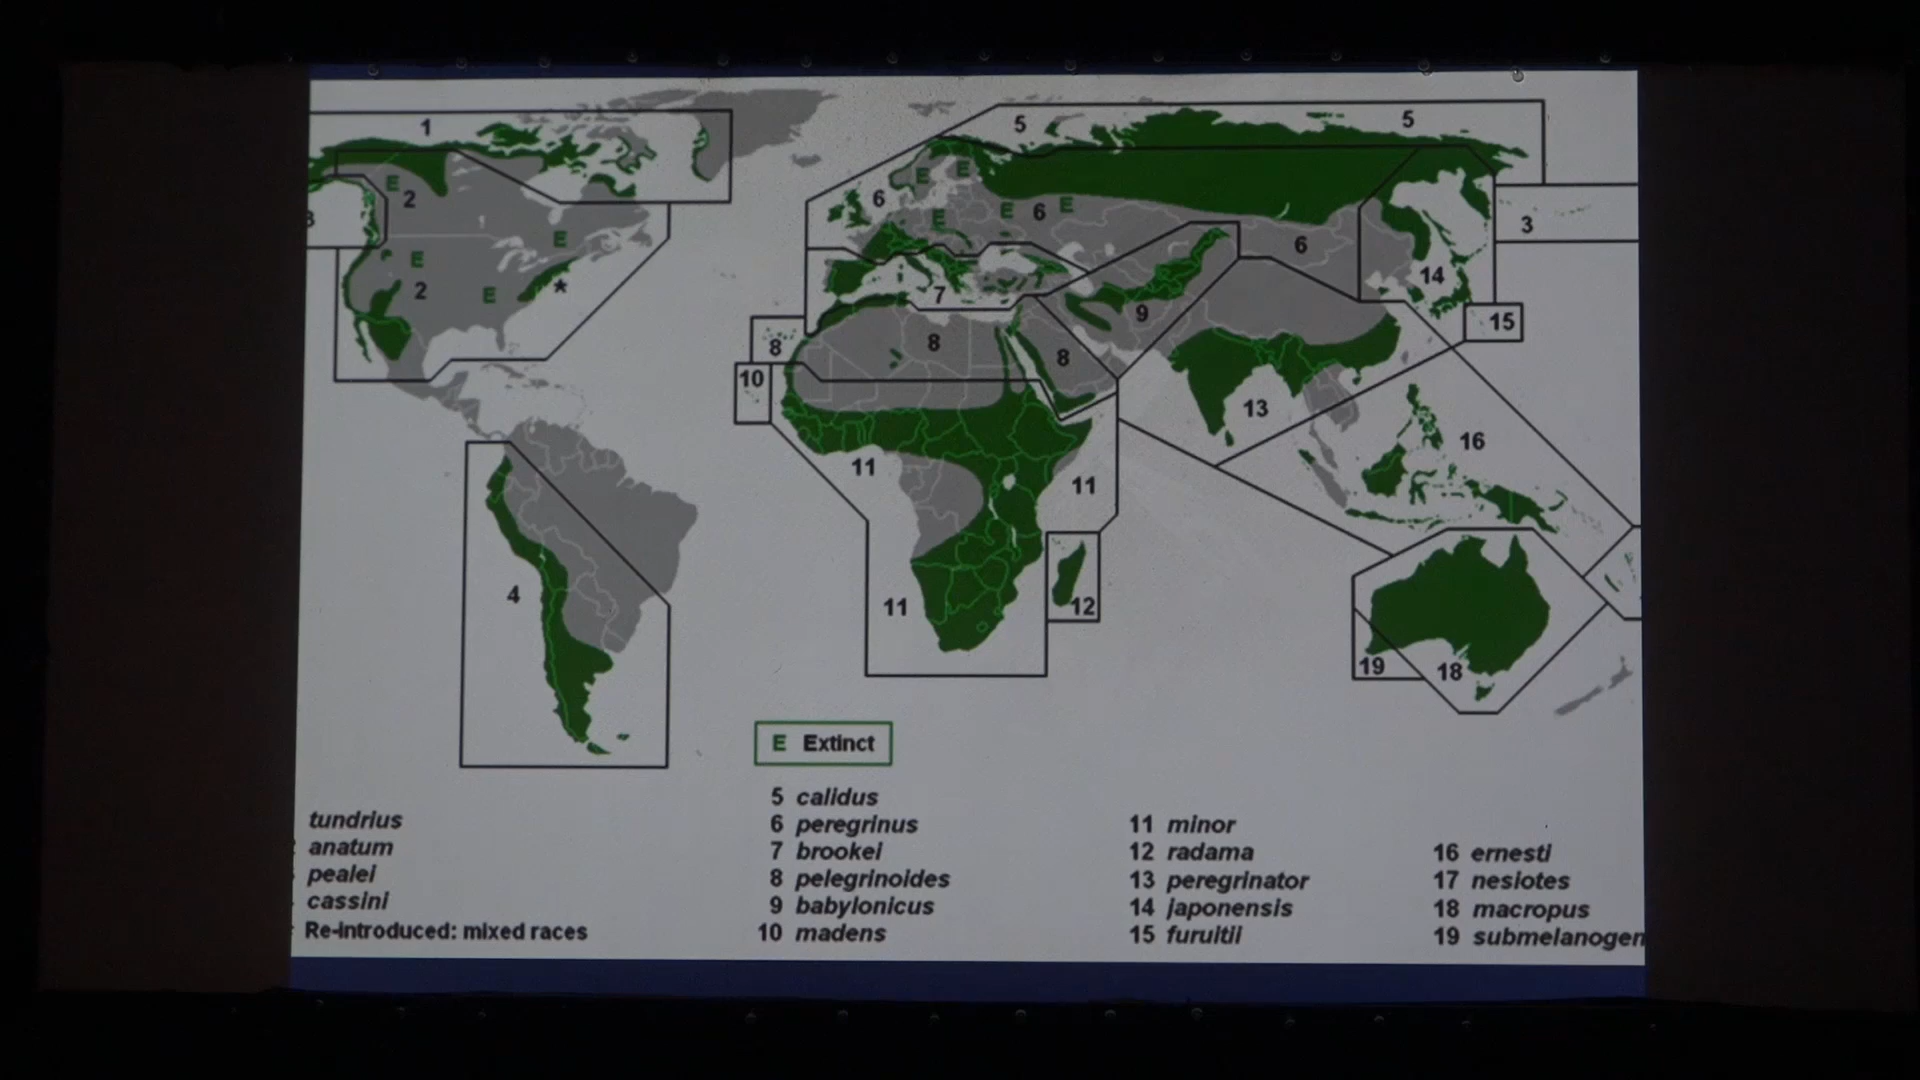 1
5
5
E
2
6
E
E
E
E
6
E
3
3
E
6
E
2
E
*
7
14
9
15
8
8
8
10
13
16
11
11
4
11
12
19
18
E Extinct
tundrius
anatum
pealei
cassini
Re-introduced: mixed races
5 calidus
6 peregrinus
7 brookei
8 pelegrinoides
9 babylonicus
10 madens
11 minor
12 radama
13 peregrinator
14 japonensis
15 furuitii
16 ernesti
17 nesiotes
18 macropus
19 submelanogen